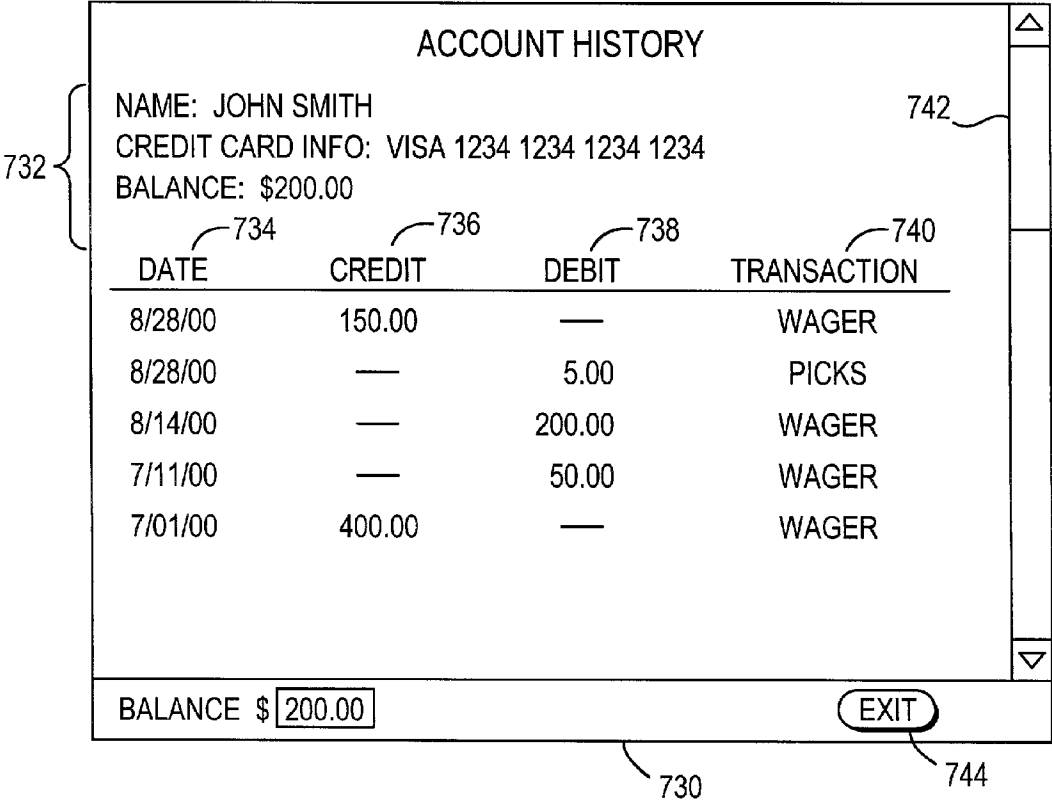 ACCOUNT HISTORY
NAME: JOHN SMITH
742
CREDIT CARD INFO: VISA 1234 1234 1234 1234
732
BALANCE: $200.00
734 736 738 740
DATE CREDIT DEBIT TRANSACTION
8/28/00 150.00 — WAGER
8/28/00 — 5.00 PICKS
8/14/00 — 200.00 WAGER
7/11/00 — 50.00 WAGER
7/01/00 400.00 — WAGER
BALANCE $ 200.00 EXIT
730 744